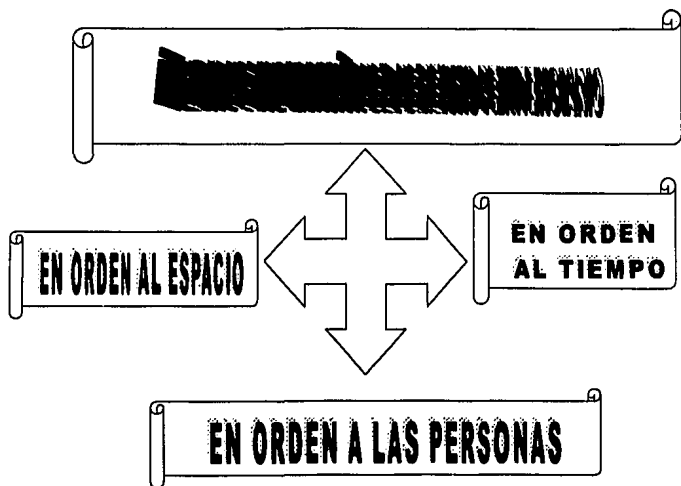 EN ORDEN AL ESPACIO
EN ORDEN
AL TIEMPO
EN ORDEN A LAS PERSONAS